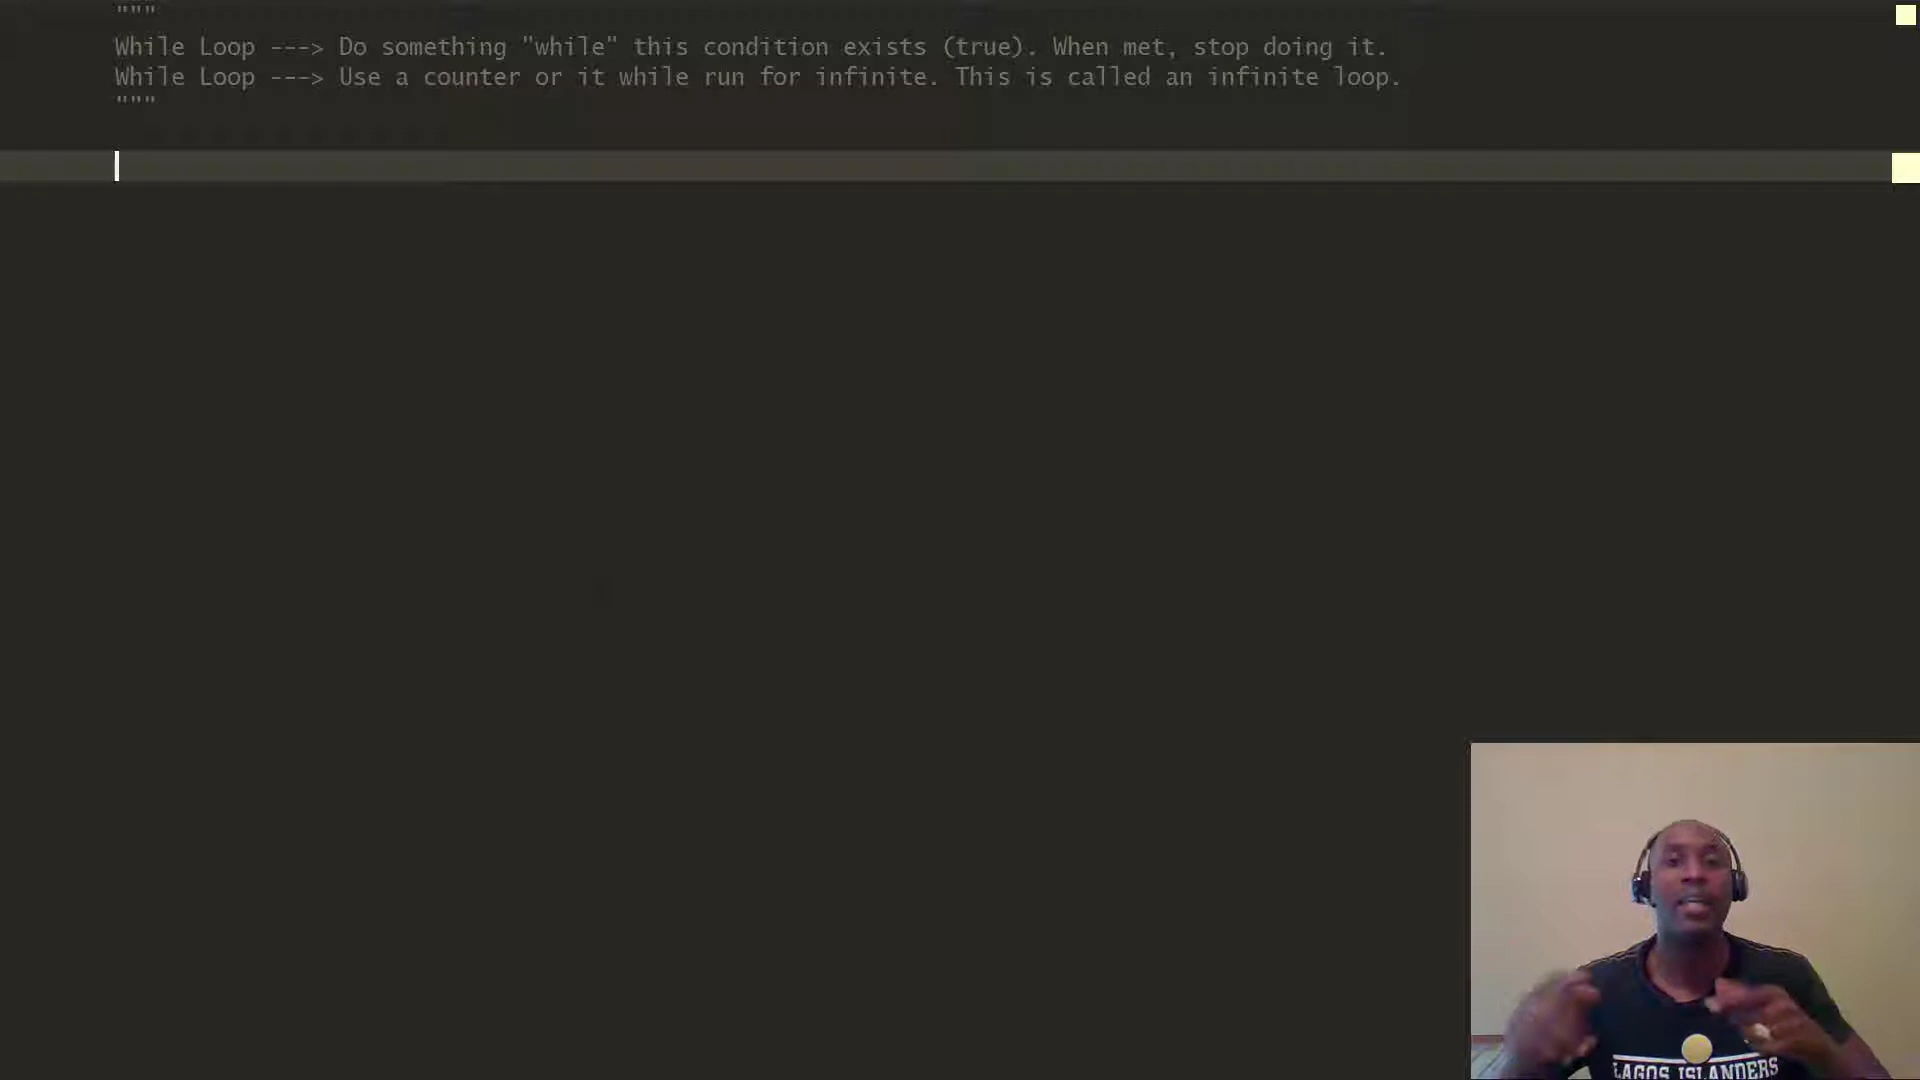 """
While Loop ---> Do something "while" this condition exists (true). When met, stop doing it.
While Loop ---> Use a counter or it while run for infinite. This is called an infinite loop.
"""
LAGOS ISLANDERS